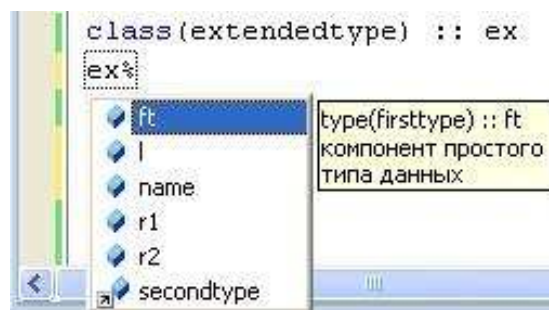 class(extendedtype) :: ex
ex%
ft
l
name
r1
r2
secondtype
type(firsttype) :: ft
компонент простого
типа данных